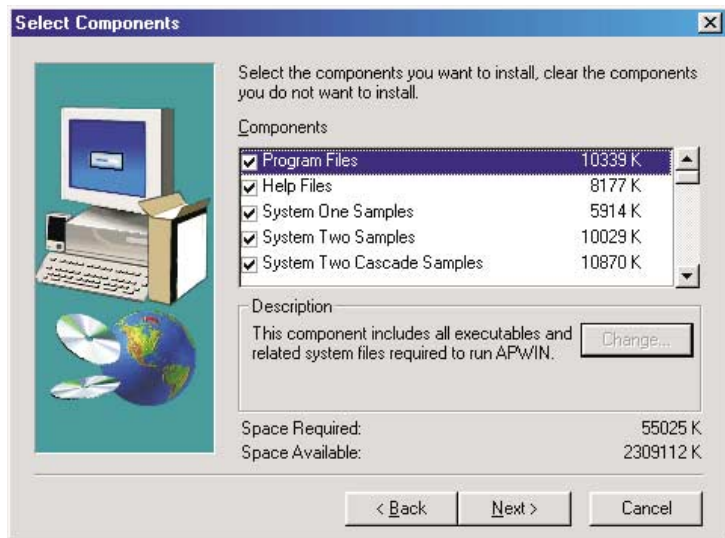 Select Components
Select the components you want to install, clear the components
you do not want to install.
Components
Program Files 10339 K
Help Files 8177 K
System One Samples 5914 K
System Two Samples 10029 K
System Two Cascade Samples 10870 K
Description
This component includes all executables and
related system files required to run APWIN.
Change...
Space Required: 55025 K
Space Available: 2309112 K
< Back
Next >
Cancel